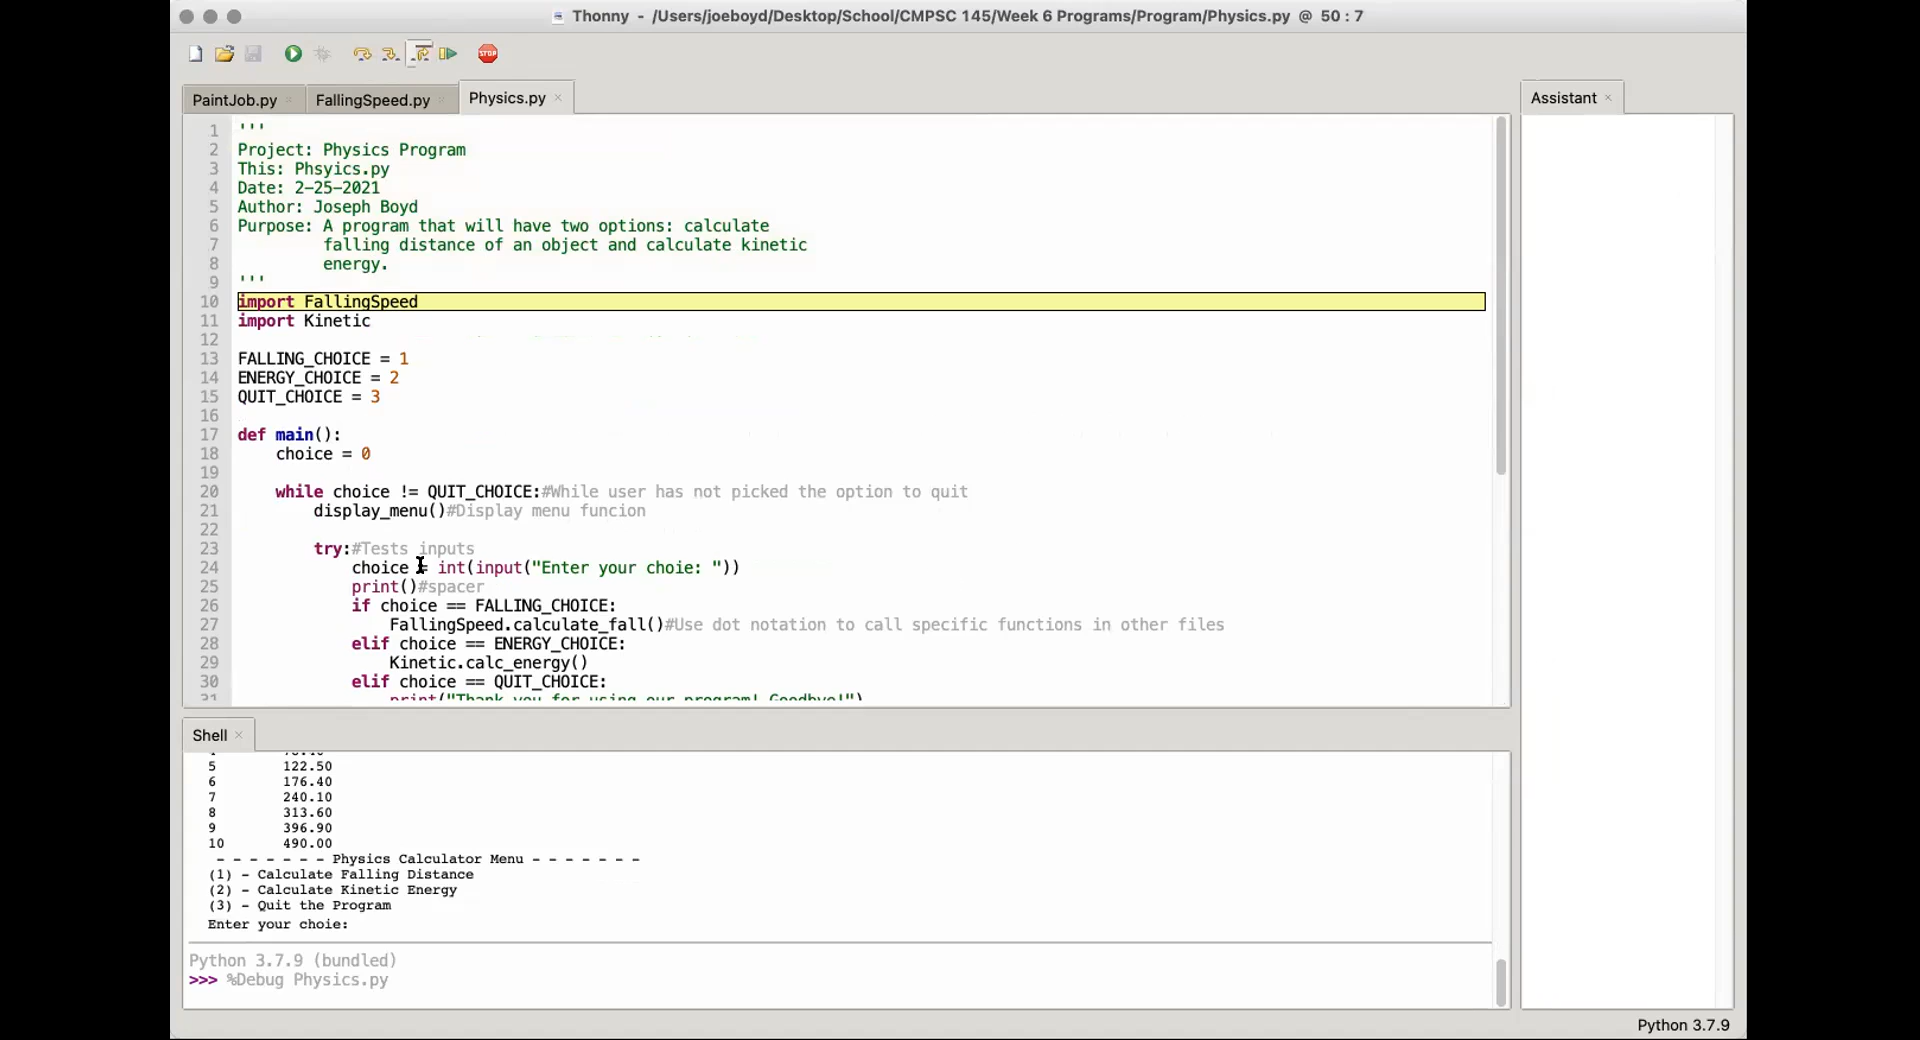 Thonny - /Users/joeboyd/Desktop/School/CMPSC 145/Week 6 Programs/Program/Physics.py @ 50 : 7
STOP
PaintJob.py × FallingSpeed.py × Physics.py × Assistant ×
1 '''
2 Project: Physics Program
3 This: Phsyics.py
4 Date: 2-25-2021
5 Author: Joseph Boyd
6 Purpose: A program that will have two options: calculate
7 falling distance of an object and calculate kinetic
8 energy.
9 '''
10 import FallingSpeed
11 import Kinetic
12
13 FALLING_CHOICE = 1
14 ENERGY_CHOICE = 2
15 QUIT_CHOICE = 3
16
17 def main():
18 choice = 0
19
20 while choice != QUIT_CHOICE:#While user has not picked the option to quit
21 display_menu()#Display menu funcion
22
23 try:#Tests inputs
24 choice = int(input("Enter your choie: "))
25 print()#spacer
26 if choice == FALLING_CHOICE:
27 FallingSpeed.calculate_fall()#Use dot notation to call specific functions in other files
28 elif choice == ENERGY_CHOICE:
29 Kinetic.calc_energy()
30 elif choice == QUIT_CHOICE:
31 print("Thank you for using our program! Goodbye!")
Shell ×
5 122.50
6 176.40
7 240.10
8 313.60
9 396.90
10 490.00
- - - - - - - Physics Calculator Menu - - - - - - -
(1) - Calculate Falling Distance
(2) - Calculate Kinetic Energy
(3) - Quit the Program
Enter your choie:
Python 3.7.9 (bundled)
>>> %Debug Physics.py
Python 3.7.9